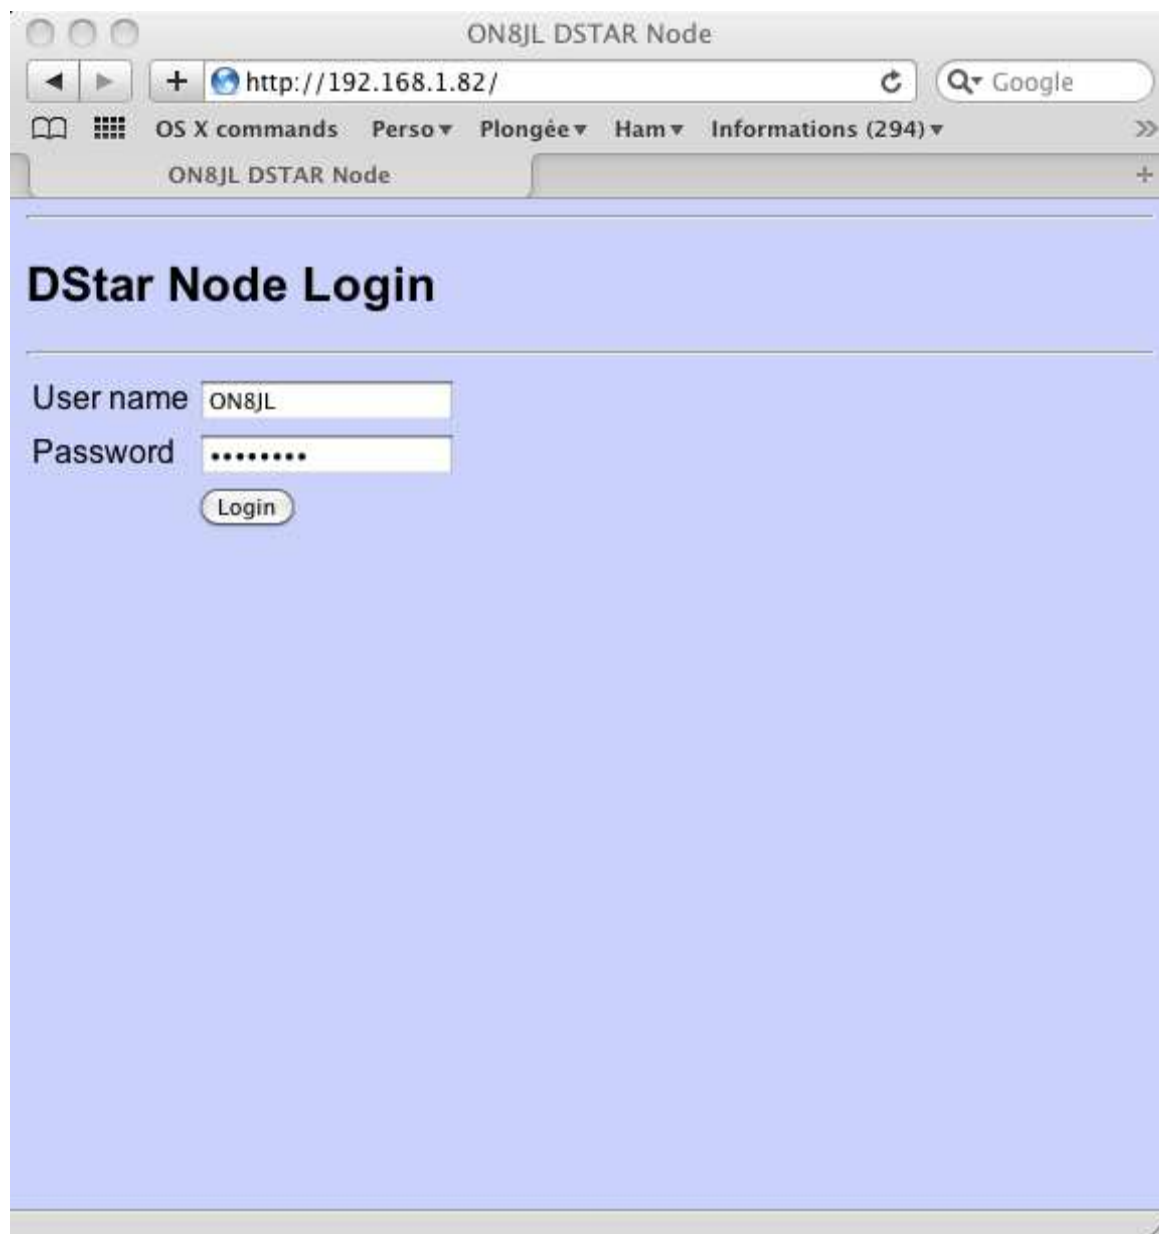 ON8JL DSTAR Node
http://192.168.1.82/ Google
OS X commands Perso Plongée Ham Informations (294)
ON8JL DSTAR Node
DStar Node Login
User name ON8JL
Password ••••••••
Login